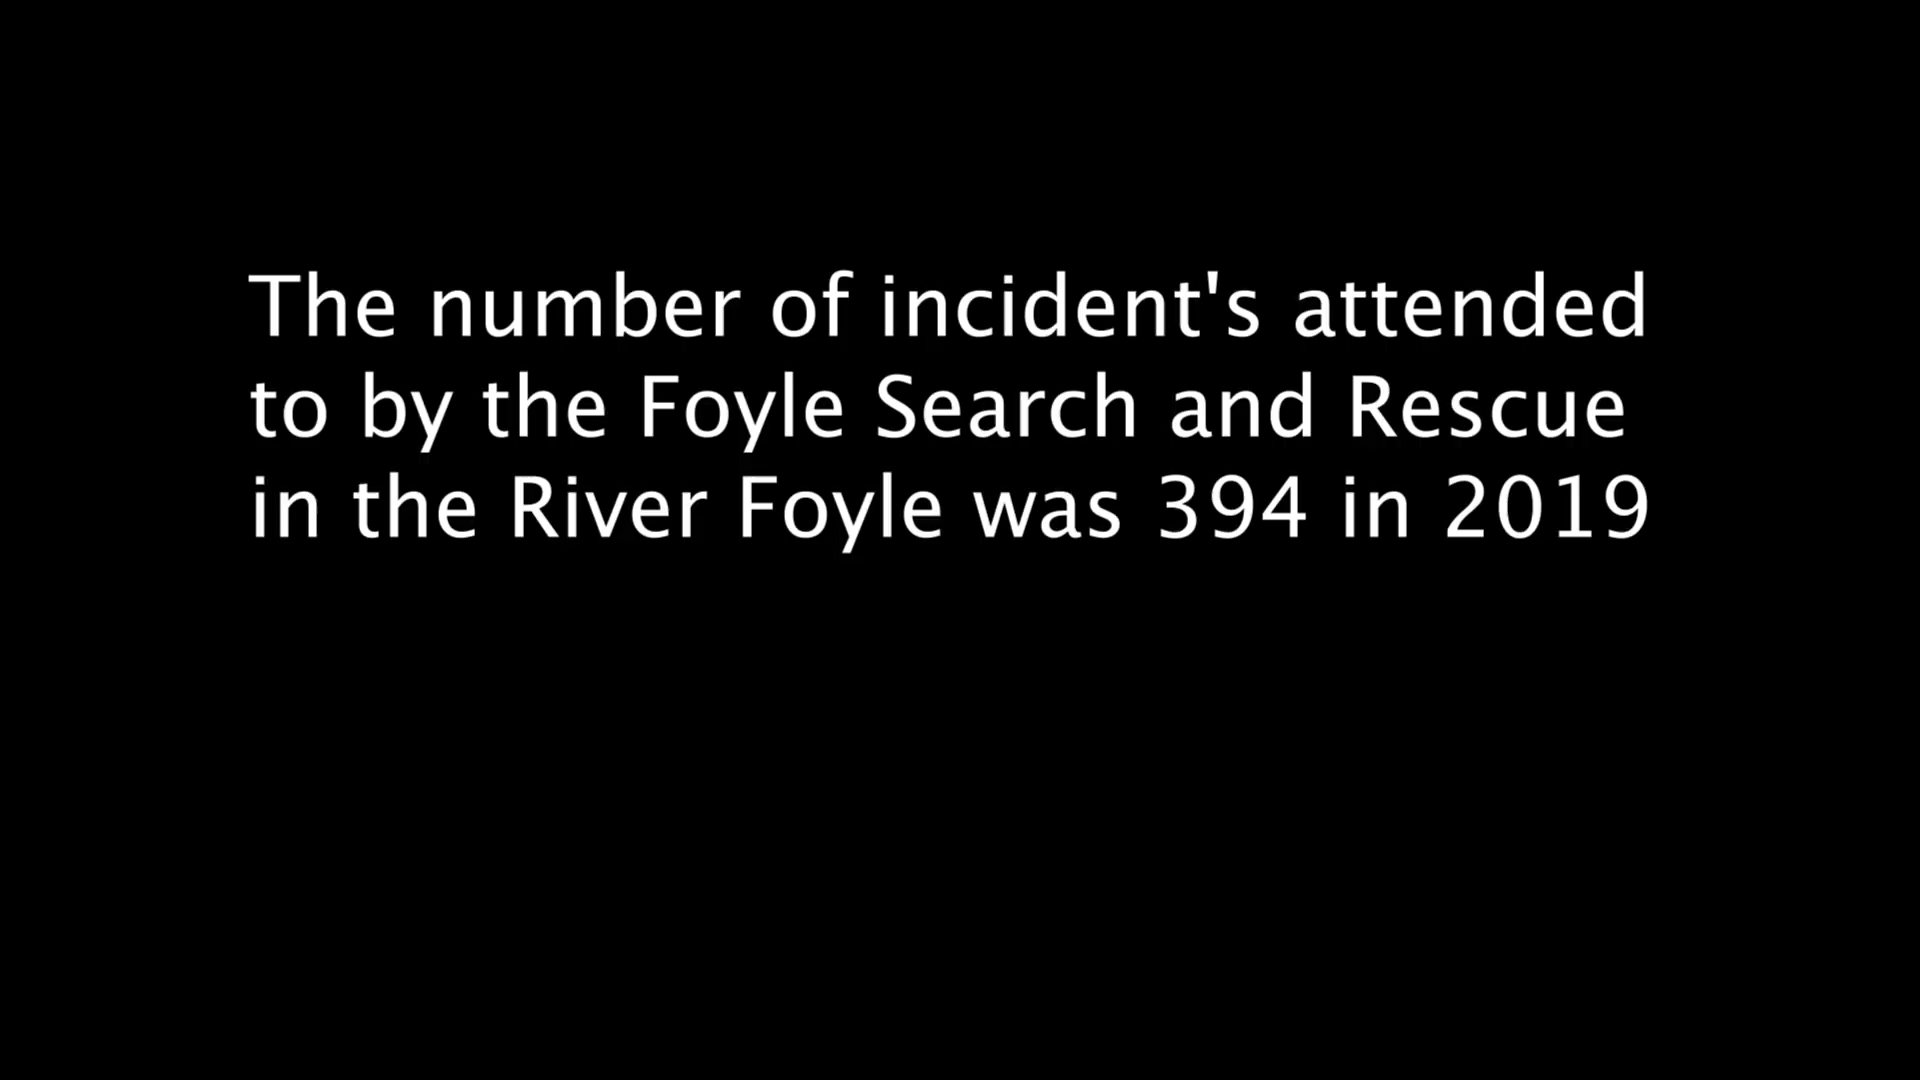 The number of incident's attended
to by the Foyle Search and Rescue
in the River Foyle was 394 in 2019